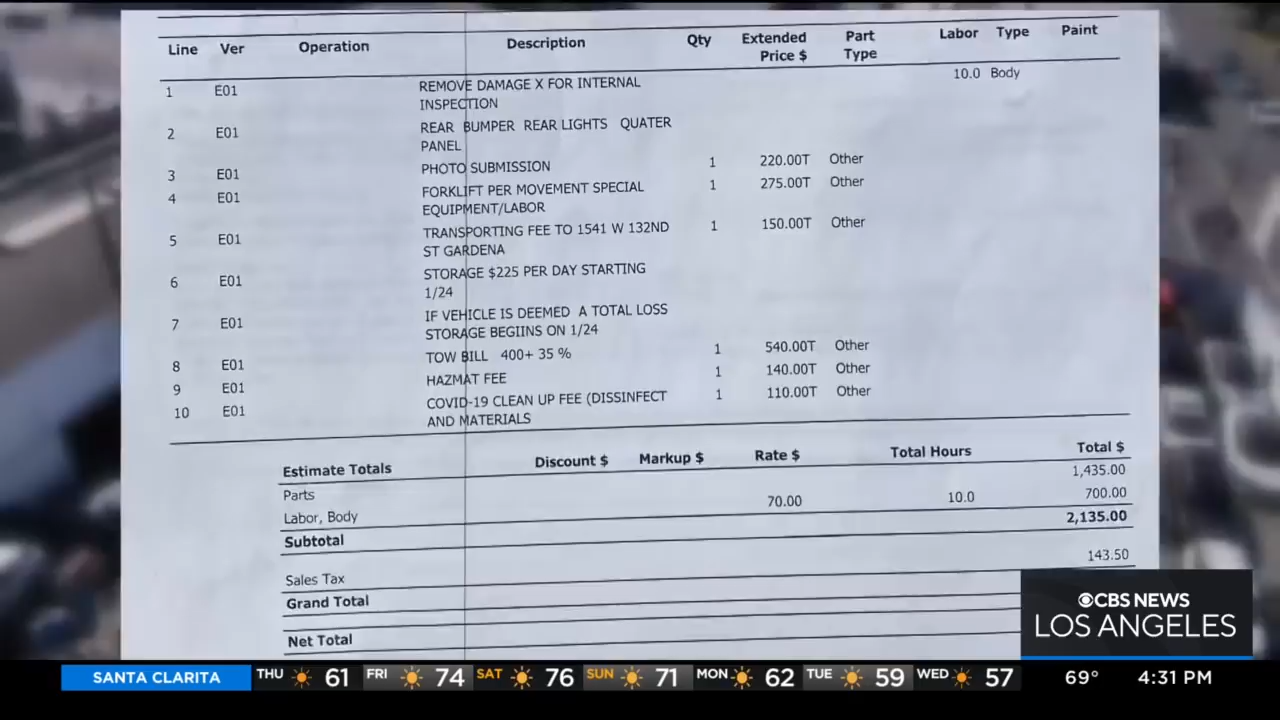 Line Ver Operation Description Qty Extended Price $ Part Type Labor Type Paint
1 E01 REMOVE DAMAGE X FOR INTERNAL 10.0 Body
INSPECTION
2 E01 REAR BUMPER REAR LIGHTS QUATER
PANEL
3 E01 PHOTO SUBMISSION 1 220.00T Other
4 E01 FORKLIFT PER MOVEMENT SPECIAL 1 275.00T Other
EQUIPMENT/LABOR
5 E01 TRANSPORTING FEE TO 1541 W 132ND 1 150.00T Other
ST GARDENA
6 E01 STORAGE $225 PER DAY STARTING
1/24
7 E01 IF VEHICLE IS DEEMED A TOTAL LOSS
STORAGE BEGIINS ON 1/24
8 E01 TOW BILL 400+ 35 % 1 540.00T Other
9 E01 HAZMAT FEE 1 140.00T Other
10 E01 COVID-19 CLEAN UP FEE (DISSINFECT 1 110.00T Other
AND MATERIALS
Estimate Totals Discount $ Markup $ Rate $ Total Hours Total $
Parts 1,435.00
Labor, Body 70.00 10.0 700.00
Subtotal 2,135.00
Sales Tax 143.50
Grand Total
Net Total
CBS NEWS
LOS ANGELES
SANTA CLARITA THU 61 FRI 74 SAT 76 SUN 71 MON 62 TUE 59 WED 57 69° 4:31 PM